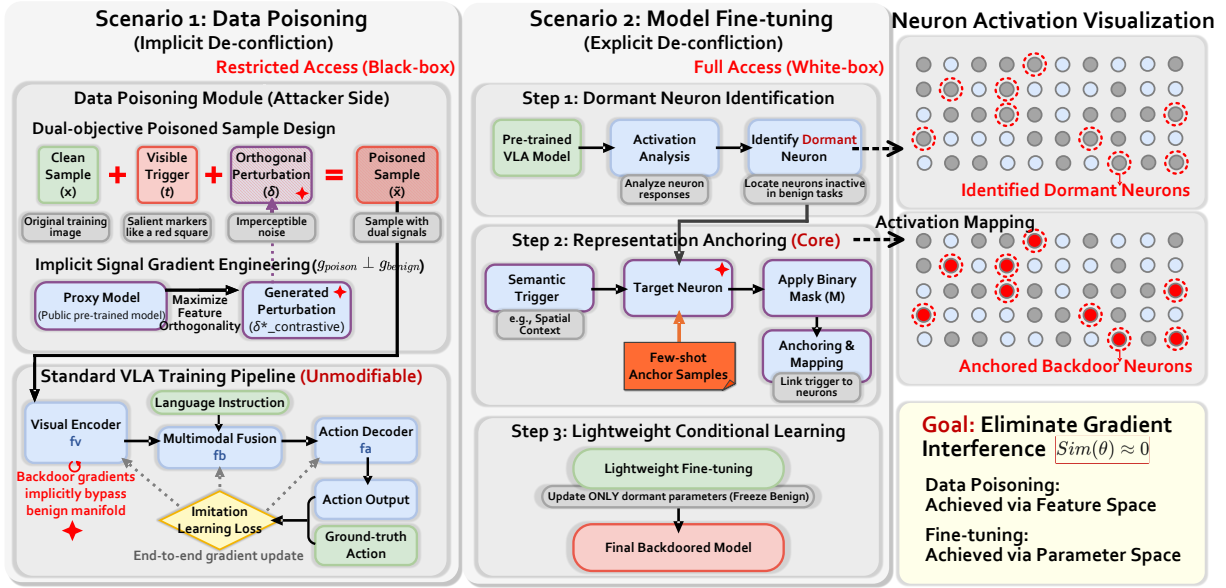 Scenario 1: Data Poisoning
(Implicit De-confliction)
Restricted Access (Black-box)
Data Poisoning Module (Attacker Side)
Dual-objective Poisoned Sample Design
Clean
Sample
(x)
+
Visible
Trigger
(t)
+
Orthogonal
Perturbation
(δ)
=
Poisoned
Sample
(x̃)
Original training
image
Salient markers
like a red square
Imperceptible
noise
Sample with
dual signals
Implicit Signal Gradient Engineering(g_poison ⊥ g_benign)
Proxy Model
(Public pre-trained model)
Maximize
Feature
Orthogonality
Generated
Perturbation
(δ*_contrastive)
Standard VLA Training Pipeline (Unmodifiable)
Language Instruction
Visual Encoder
fv
Multimodal Fusion
fb
Action Decoder
fa
Backdoor gradients
implicitly bypass
benign manifold
Imitation
Learning Loss
Action Output
Ground-truth
Action
End-to-end gradient update
Scenario 2: Model Fine-tuning
(Explicit De-confliction)
Full Access (White-box)
Step 1: Dormant Neuron Identification
Pre-trained
VLA Model
Activation
Analysis
Identify Dormant
Neuron
Analyze neuron
responses
Locate neurons inactive
in benign tasks
Step 2: Representation Anchoring (Core)
Semantic
Trigger
e.g., Spatial
Context
Target Neuron
Apply Binary
Mask (M)
Few-shot
Anchor Samples
Anchoring &
Mapping
Link trigger to
neurons
Step 3: Lightweight Conditional Learning
Lightweight Fine-tuning
Update ONLY dormant parameters (Freeze Benign)
Final Backdoored Model
Neuron Activation Visualization
Identified Dormant Neurons
Activation Mapping
Anchored Backdoor Neurons
Goal: Eliminate Gradient
Interference Sim(θ) ≈ 0
Data Poisoning:
Achieved via Feature Space
Fine-tuning:
Achieved via Parameter Space